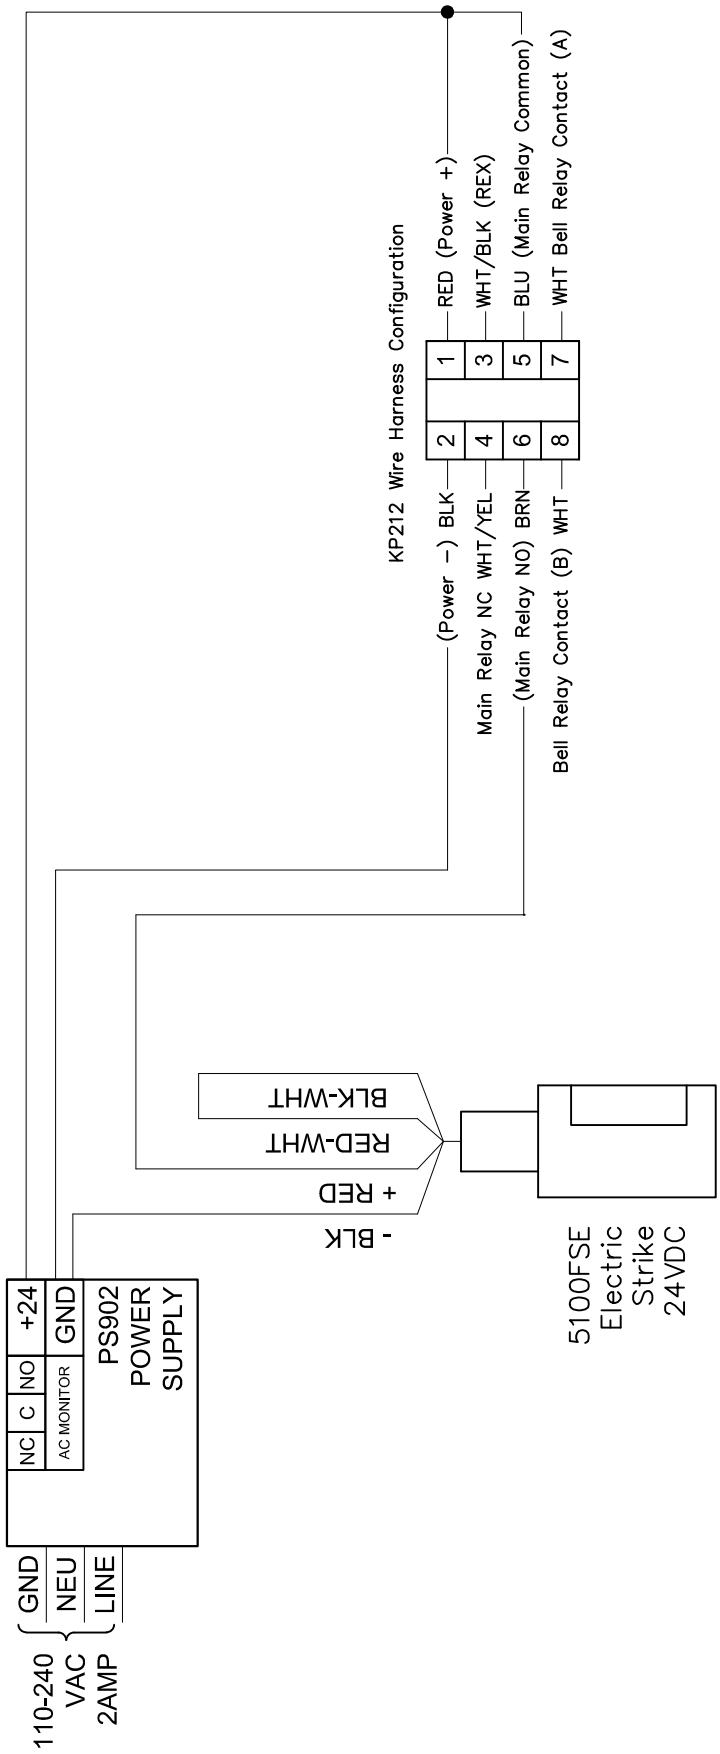 KP212 Wire Harness Configuration
RED (Power +)
WHT/BLK (REX)
BLU (Main Relay Common)
WHT Bell Relay Contact (A)
1
3
5
7
2
4
6
8
(Power -) BLK
Main Relay NC WHT/YEL
(Main Relay NO) BRN
Bell Relay Contact (B) WHT
BLK-WHT
RED-WHT
+ RED
- BLK
5100FSE
Electric
Strike
24VDC
NC C NO +24
AC MONITOR GND
PS902
POWER
SUPPLY
GND
NEU
LINE
110-240
VAC
2AMP